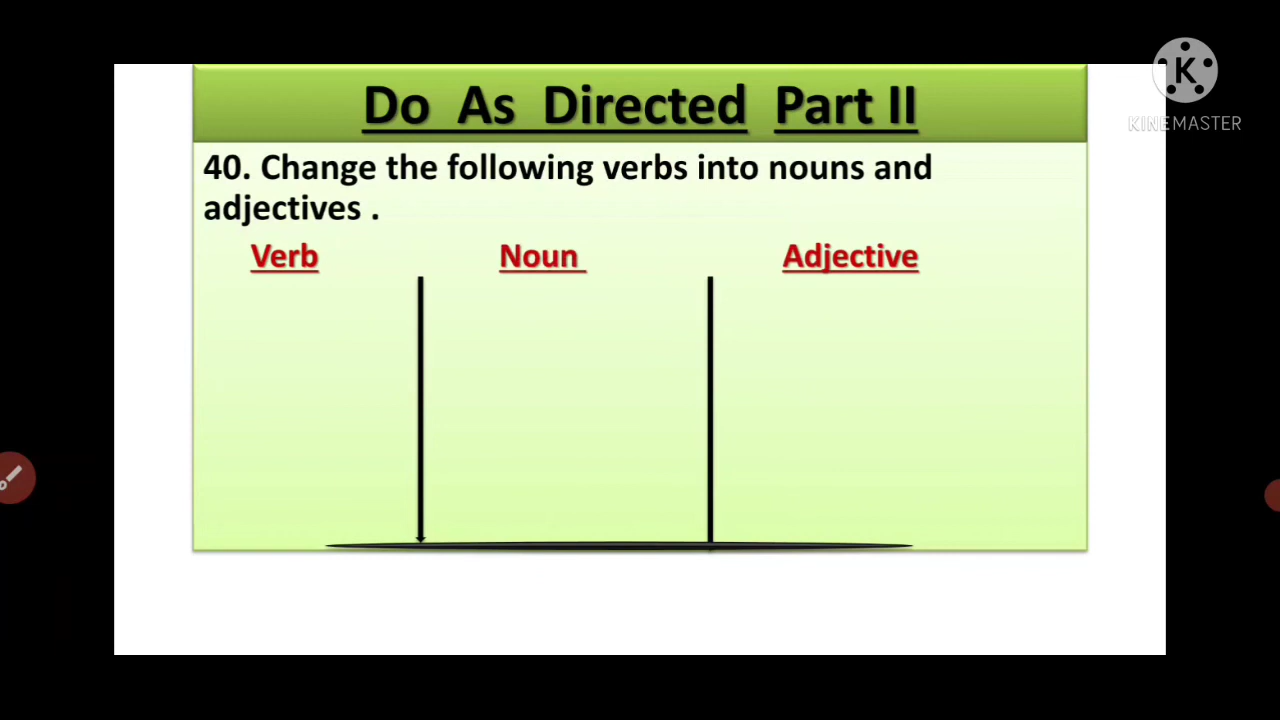 Do As Directed Part II
K
KINEMASTER
40. Change the following verbs into nouns and
adjectives .
Verb Noun Adjective